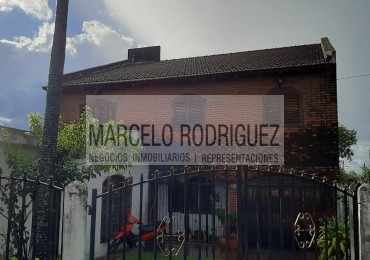 MARCELO RODRIGUEZ
NEGOCIOS INMOBILIARIOS | REPRESENTACIONES